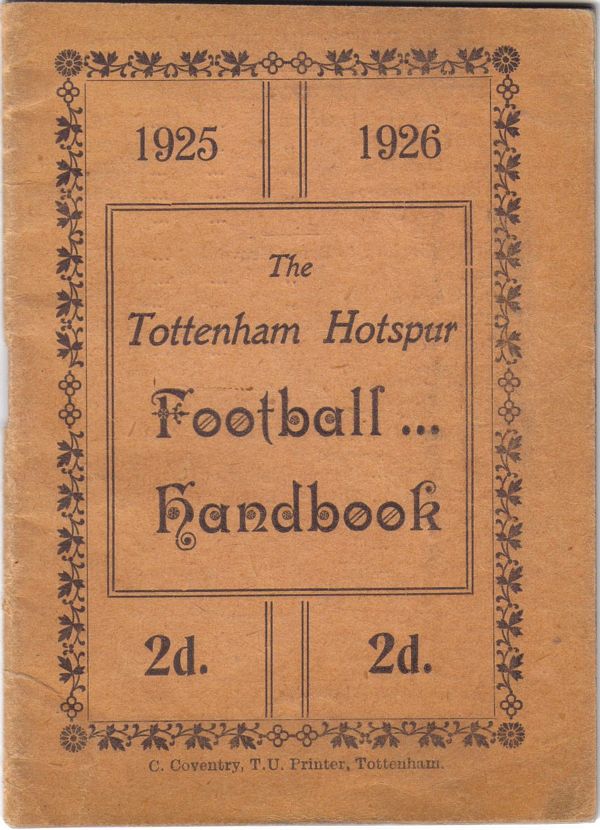 1925 1926
The
Tottenham Hotspur
Football ...
Handbook
2d. 2d.
C. Coventry, T.U. Printer, Tottenham.